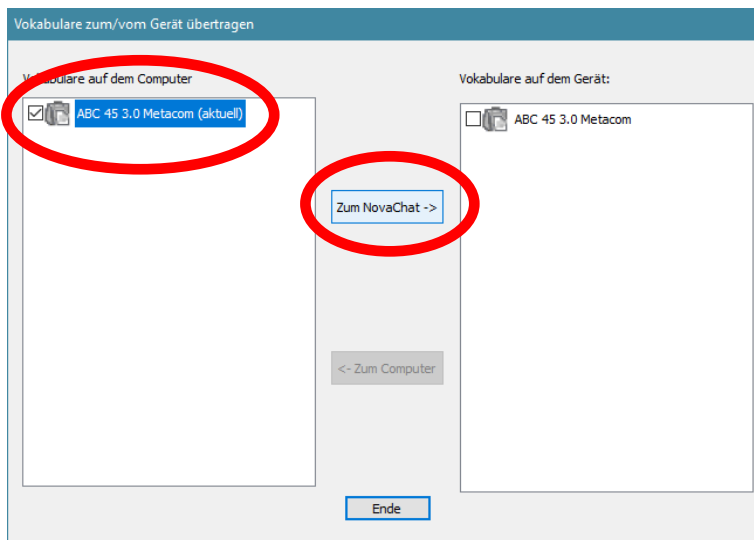 Vokabulare zum/vom Gerät übertragen
Vokabulare auf dem Computer
ABC 45 3.0 Metacom (aktuell)
Zum NovaChat ->
<- Zum Computer
Vokabulare auf dem Gerät:
ABC 45 3.0 Metacom
Ende